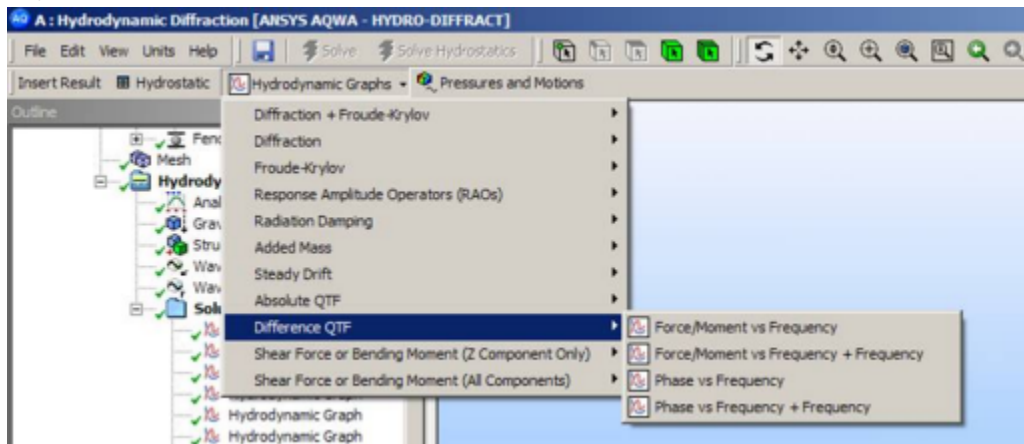 A : Hydrodynamic Diffraction [ANSYS AQWA - HYDRO-DIFFRACT]
File Edit View Units Help Solve Solve Hydrostatics
Insert Result Hydrostatic Hydrodynamic Graphs Pressures and Motions
Outline
Diffraction + Froude-Krylov
Fend
Diffraction
Mesh
Froude-Krylov
Hydrody
Response Amplitude Operators (RAOs)
Anal
Radiation Damping
Grav
Added Mass
Stru
Steady Drift
Wav
Absolute QTF
Wav
Difference QTF
Solu
Force/Moment vs Frequency
Shear Force or Bending Moment (Z Component Only)
Force/Moment vs Frequency + Frequency
Shear Force or Bending Moment (All Components)
Phase vs Frequency
Phase vs Frequency + Frequency
Hydrodynamic Graph
Hydrodynamic Graph